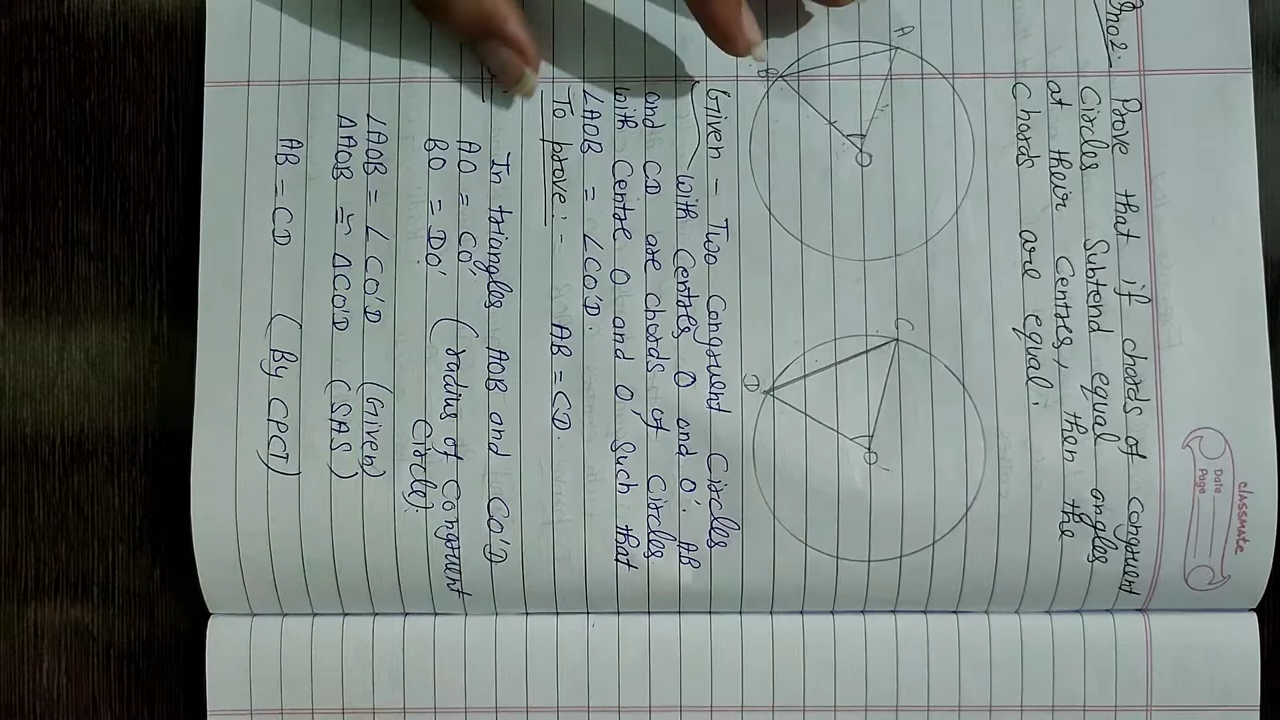 classmate
Date
Page
Qno2. Prove that if chords of congruent
Circles Subtend equal angles
at their Centres, then the
chords are equal.
A
B
O
C
D
O'
Given - Two Congruent Circles
with Centres O and O'. AB
and CD are chords of Circles
with Centre O and O' Such that
∠AOB = ∠CO'D.
To prove:- AB = CD.
In triangles AOB and CO'D
AO = CO'
BO = DO' ( radius of Congruent
Circle).
∠AOB = ∠CO'D (Given)
ΔAOB ≅ ΔCO'D (SAS)
AB = CD ( By CPCT)